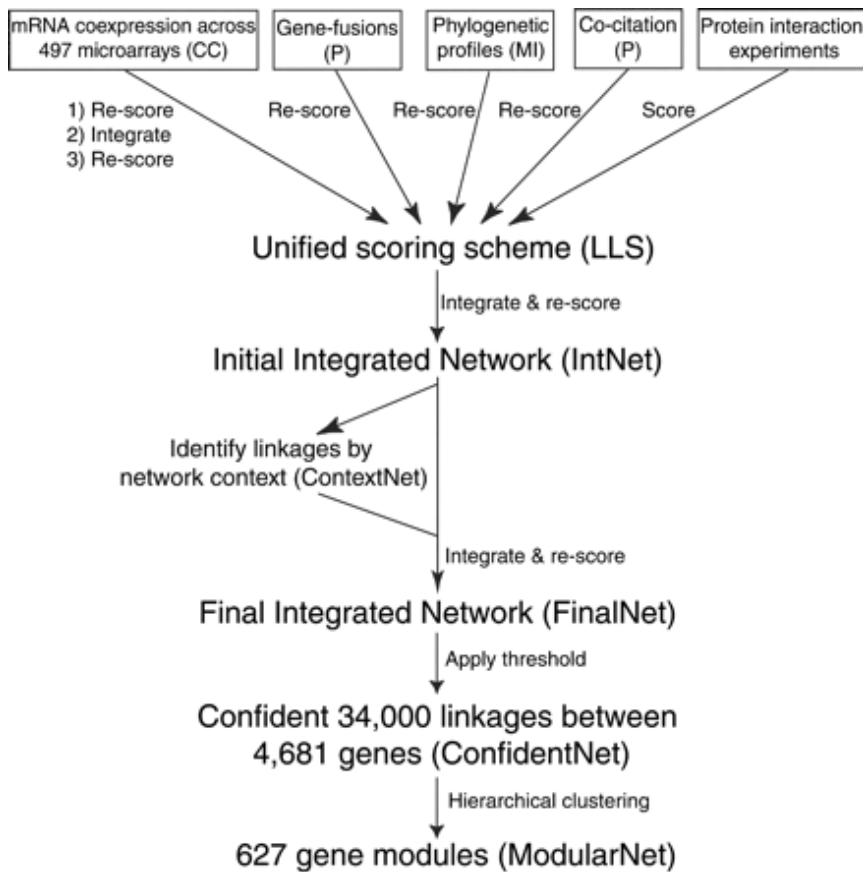 mRNA coexpression across
497 microarrays (CC)
Gene-fusions
(P)
Phylogenetic
profiles (MI)
Co-citation
(P)
Protein interaction
experiments
1) Re-score
2) Integrate
3) Re-score
Re-score
Re-score
Re-score
Score
Unified scoring scheme (LLS)
Integrate & re-score
Initial Integrated Network (IntNet)
Identify linkages by
network context (ContextNet)
Integrate & re-score
Final Integrated Network (FinalNet)
Apply threshold
Confident 34,000 linkages between
4,681 genes (ConfidentNet)
Hierarchical clustering
627 gene modules (ModularNet)